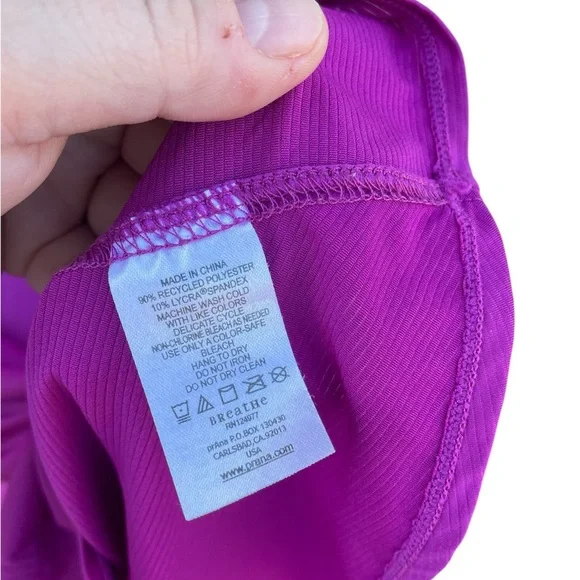 MADE IN CHINA
90% RECYCLED POLYESTER
10% LYCRA® SPANDEX
MACHINE WASH COLD
WITH LIKE COLORS
DELICATE CYCLE
NON-CHLORINE BLEACH AS NEEDED
USE ONLY A COLOR-SAFE
BLEACH
HANG TO DRY
DO NOT IRON
DO NOT DRY CLEAN
BReatHe
RN124977
prAna P.O.BOX 130430
CARLSBAD,CA.92013
USA
www.prana.com